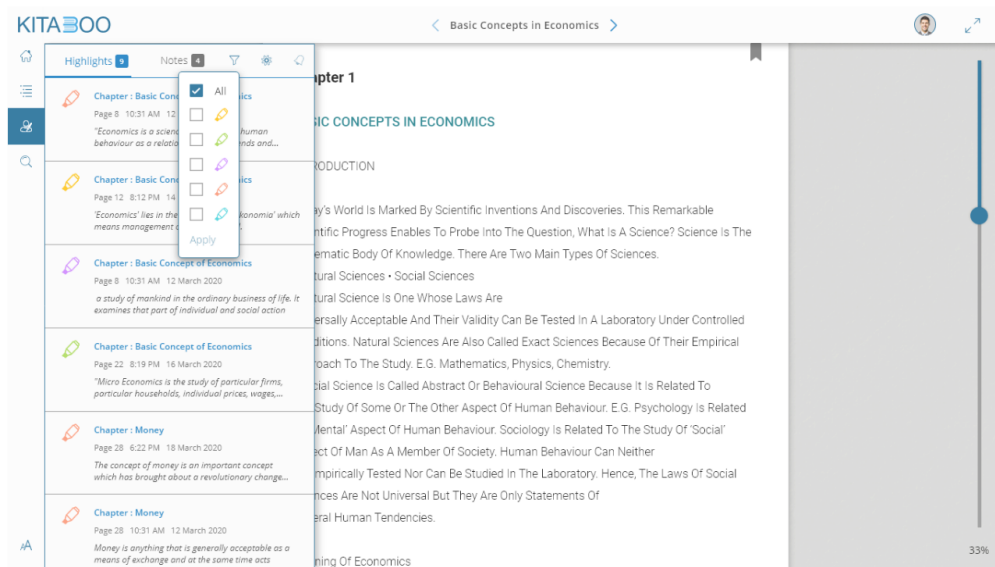 KITABOO
Basic Concepts in Economics
Highlights 9 Notes 4
All
Apply
Chapter : Basic
Page 8 10:31 AM 12
"Economics is a human
behaviour as a ends and...
Chapter : Basic
Page 12 8:12 PM 14
'Economics' lies in the which
means management
Chapter : Basic Concept of Economics
Page 8 10:31 AM 12 March 2020
a study of mankind in the ordinary business of life. It
examines that part of individual and social action
Chapter : Basic Concept of Economics
Page 22 8:19 PM 16 March 2020
"Micro Economics is the study of particular firms,
particular households, individual prices, wages,...
Chapter : Money
Page 28 6:22 PM 18 March 2020
The concept of money is an important concept
which has brought about a revolutionary change...
Chapter : Money
Page 28 10:31 AM 12 March 2020
Money is anything that is generally acceptable as a
means of exchange and at the same time acts
AA
apter 1
SIC CONCEPTS IN ECONOMICS
RODUCTION
ay's World Is Marked By Scientific Inventions And Discoveries. This Remarkable
ntific Progress Enables To Probe Into The Question, What Is A Science? Science Is The
ematic Body Of Knowledge. There Are Two Main Types Of Sciences.
tural Sciences • Social Sciences
tural Science Is One Whose Laws Are
ersally Acceptable And Their Validity Can Be Tested In A Laboratory Under Controlled
ditions. Natural Sciences Are Also Called Exact Sciences Because Of Their Empirical
roach To The Study. E.G. Mathematics, Physics, Chemistry.
cial Science Is Called Abstract Or Behavioural Science Because It Is Related To
Study Of Some Or The Other Aspect Of Human Behaviour. E.G. Psychology Is Related
Mental' Aspect Of Human Behaviour. Sociology Is Related To The Study Of 'Social'
ect Of Man As A Member Of Society. Human Behaviour Can Neither
mpirically Tested Nor Can Be Studied In The Laboratory. Hence, The Laws Of Social
nces Are Not Universal But They Are Only Statements Of
eral Human Tendencies.
ning Of Economics
33%